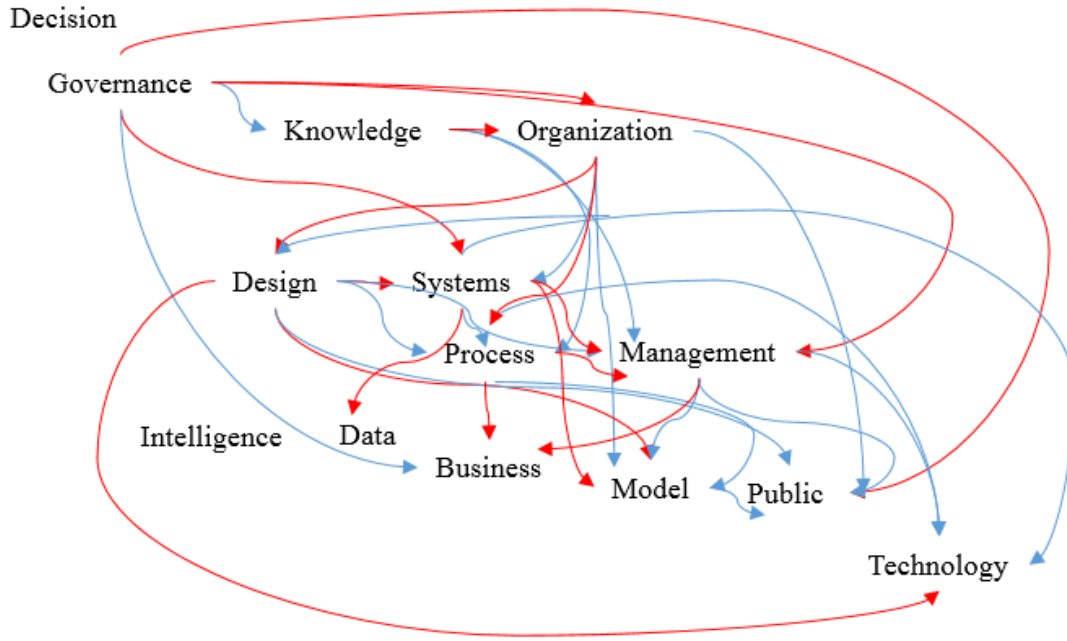 Decision
Governance
Knowledge
Organization
Design
Systems
Process
Management
Intelligence
Data
Business
Model
Public
Technology